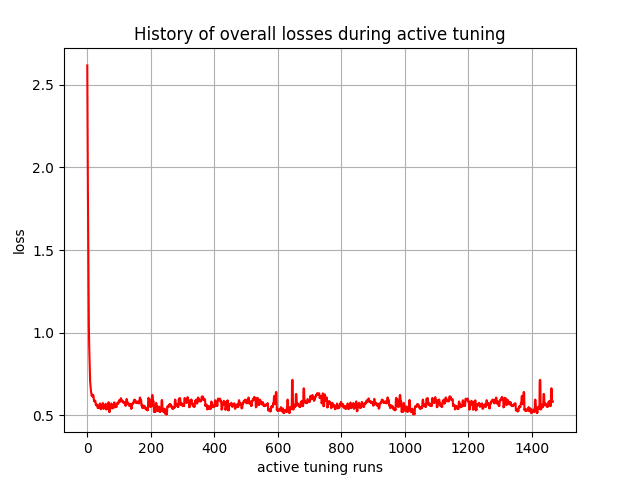 History of overall losses during active tuning
2.5
2.0
1.5
1.0
0.5
loss
0 200 400 600 800 1000 1200 1400
active tuning runs